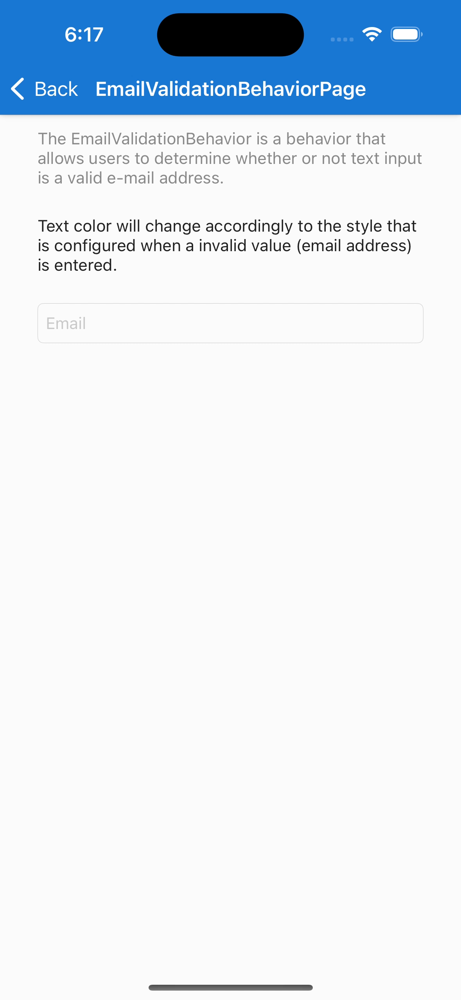 6:17
Back EmailValidationBehaviorPage
The EmailValidationBehavior is a behavior that
allows users to determine whether or not text input
is a valid e-mail address.
Text color will change accordingly to the style that
is configured when a invalid value (email address)
is entered.
Email